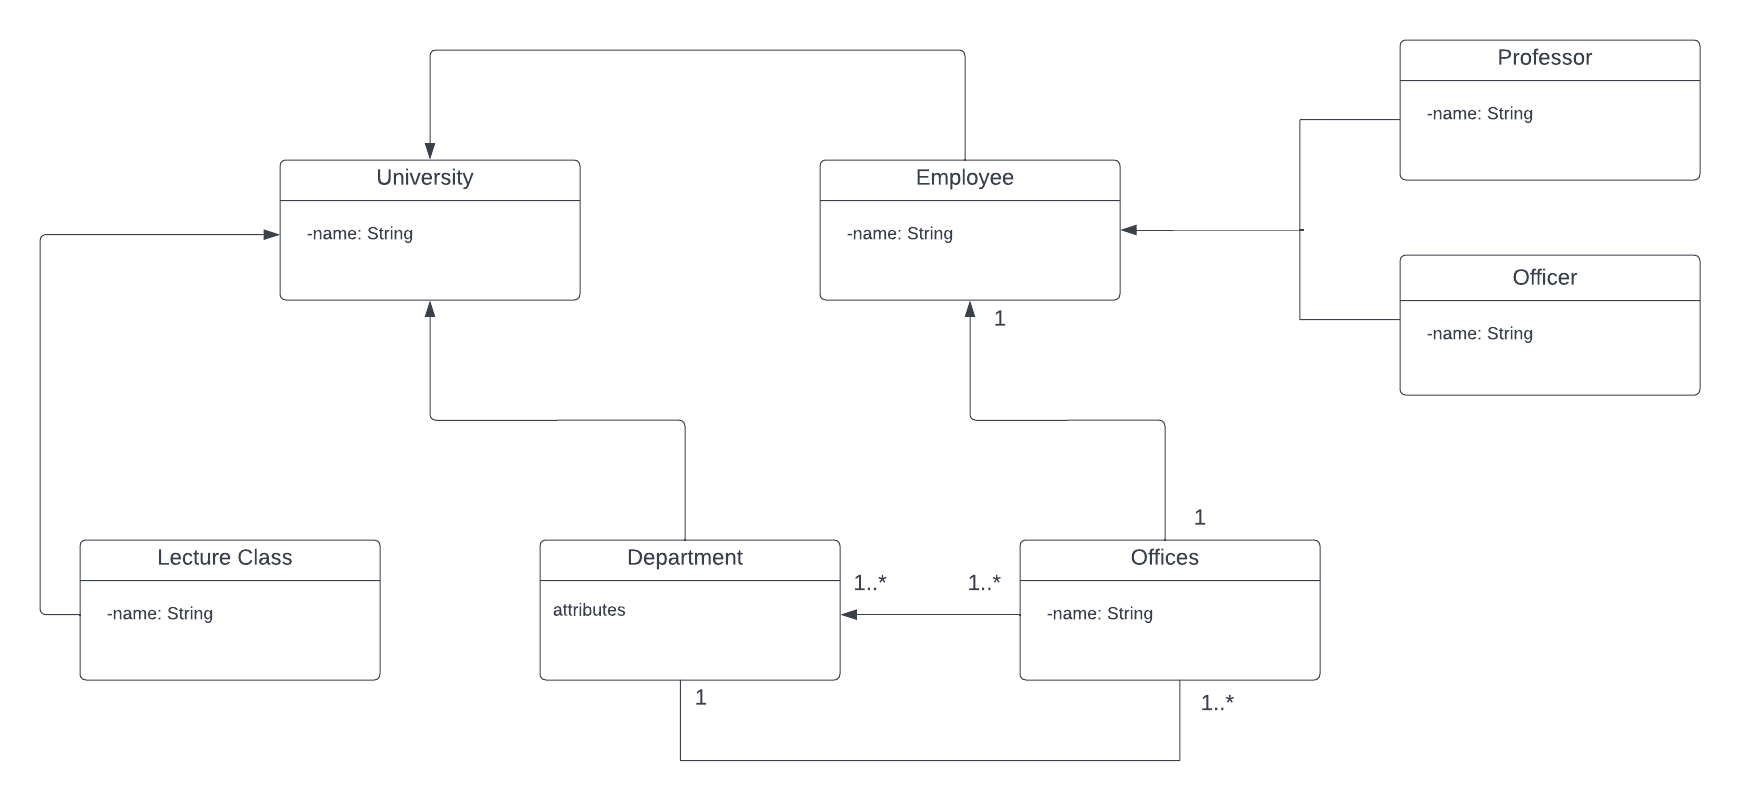 Professor
-name: String
University
-name: String
Employee
-name: String
1
Officer
-name: String
1
Lecture Class
-name: String
Department
attributes
1..*
1..*
Offices
-name: String
1
1..*